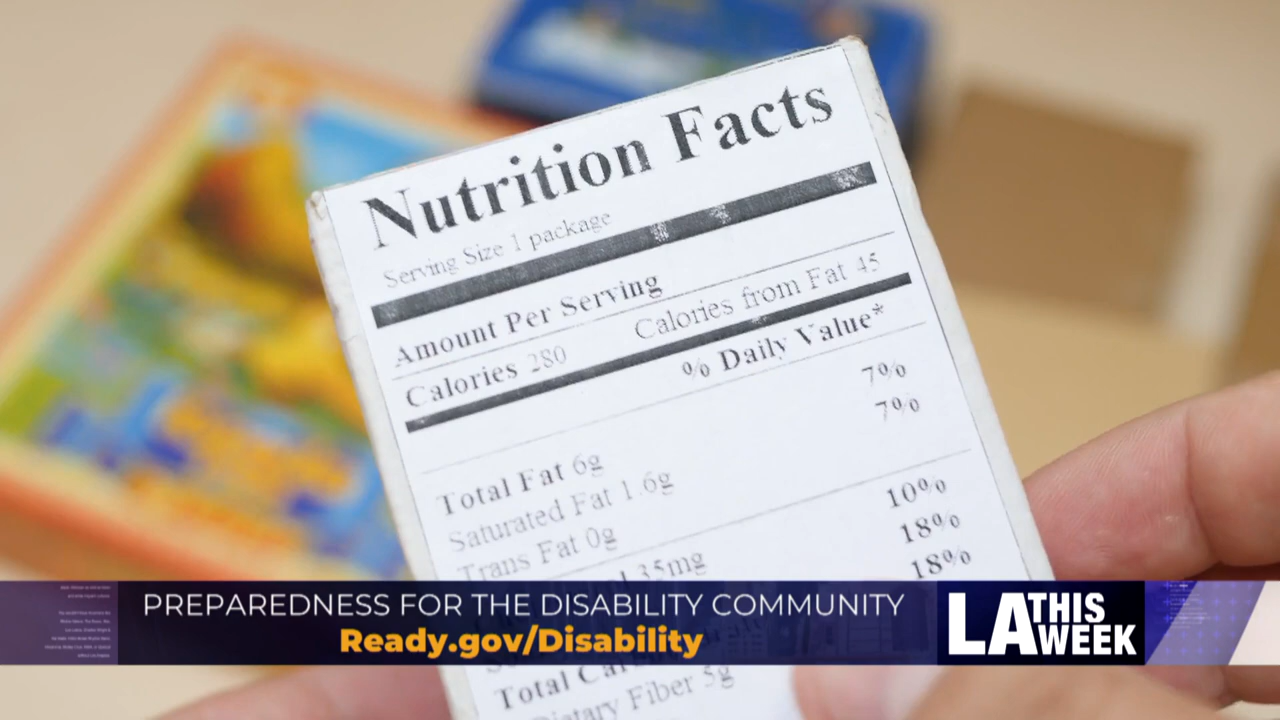 Nutrition Facts
Serving Size 1 package
Amount Per Serving
Calories 280 Calories from Fat 45
% Daily Value*
7%
7%
Total Fat 6g
Saturated Fat 1.6g
10%
Trans Fat 0g
18%
35mg
18%
PREPAREDNESS FOR THE DISABILITY COMMUNITY
Ready.gov/Disability
LA THIS WEEK
Total
Dietary Fiber 5g